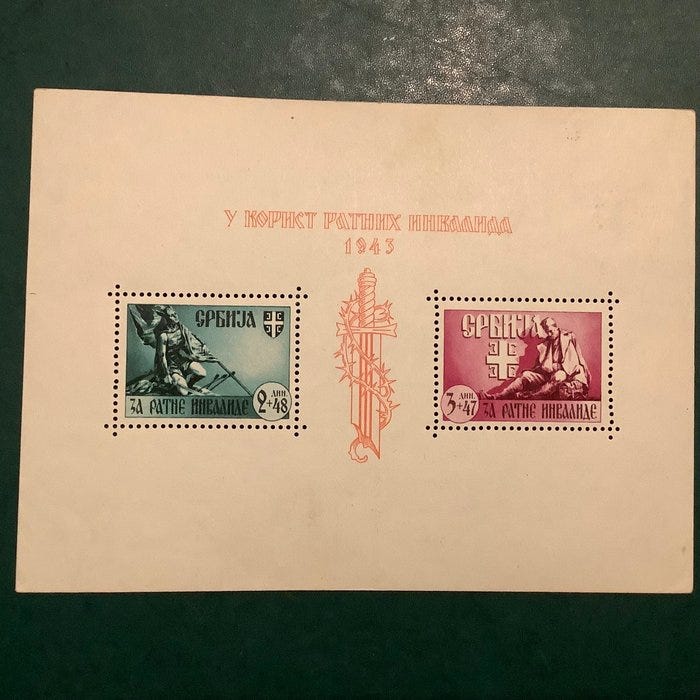 У КОРИСТ РАТНИХ ИНВАЛИДА
1943
СРБИЈА
ЗА РАТНЕ ИНВАЛИДЕ
ДИН.
2+48
СРБИЈА
ДИН.
3+47
ЗА РАТНЕ ИНВАЛИДЕ